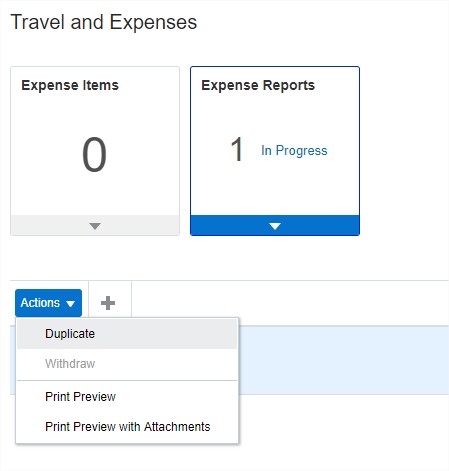 Travel and Expenses
Expense Items
0
Expense Reports
1 In Progress
Actions
Duplicate
Withdraw
Print Preview
Print Preview with Attachments